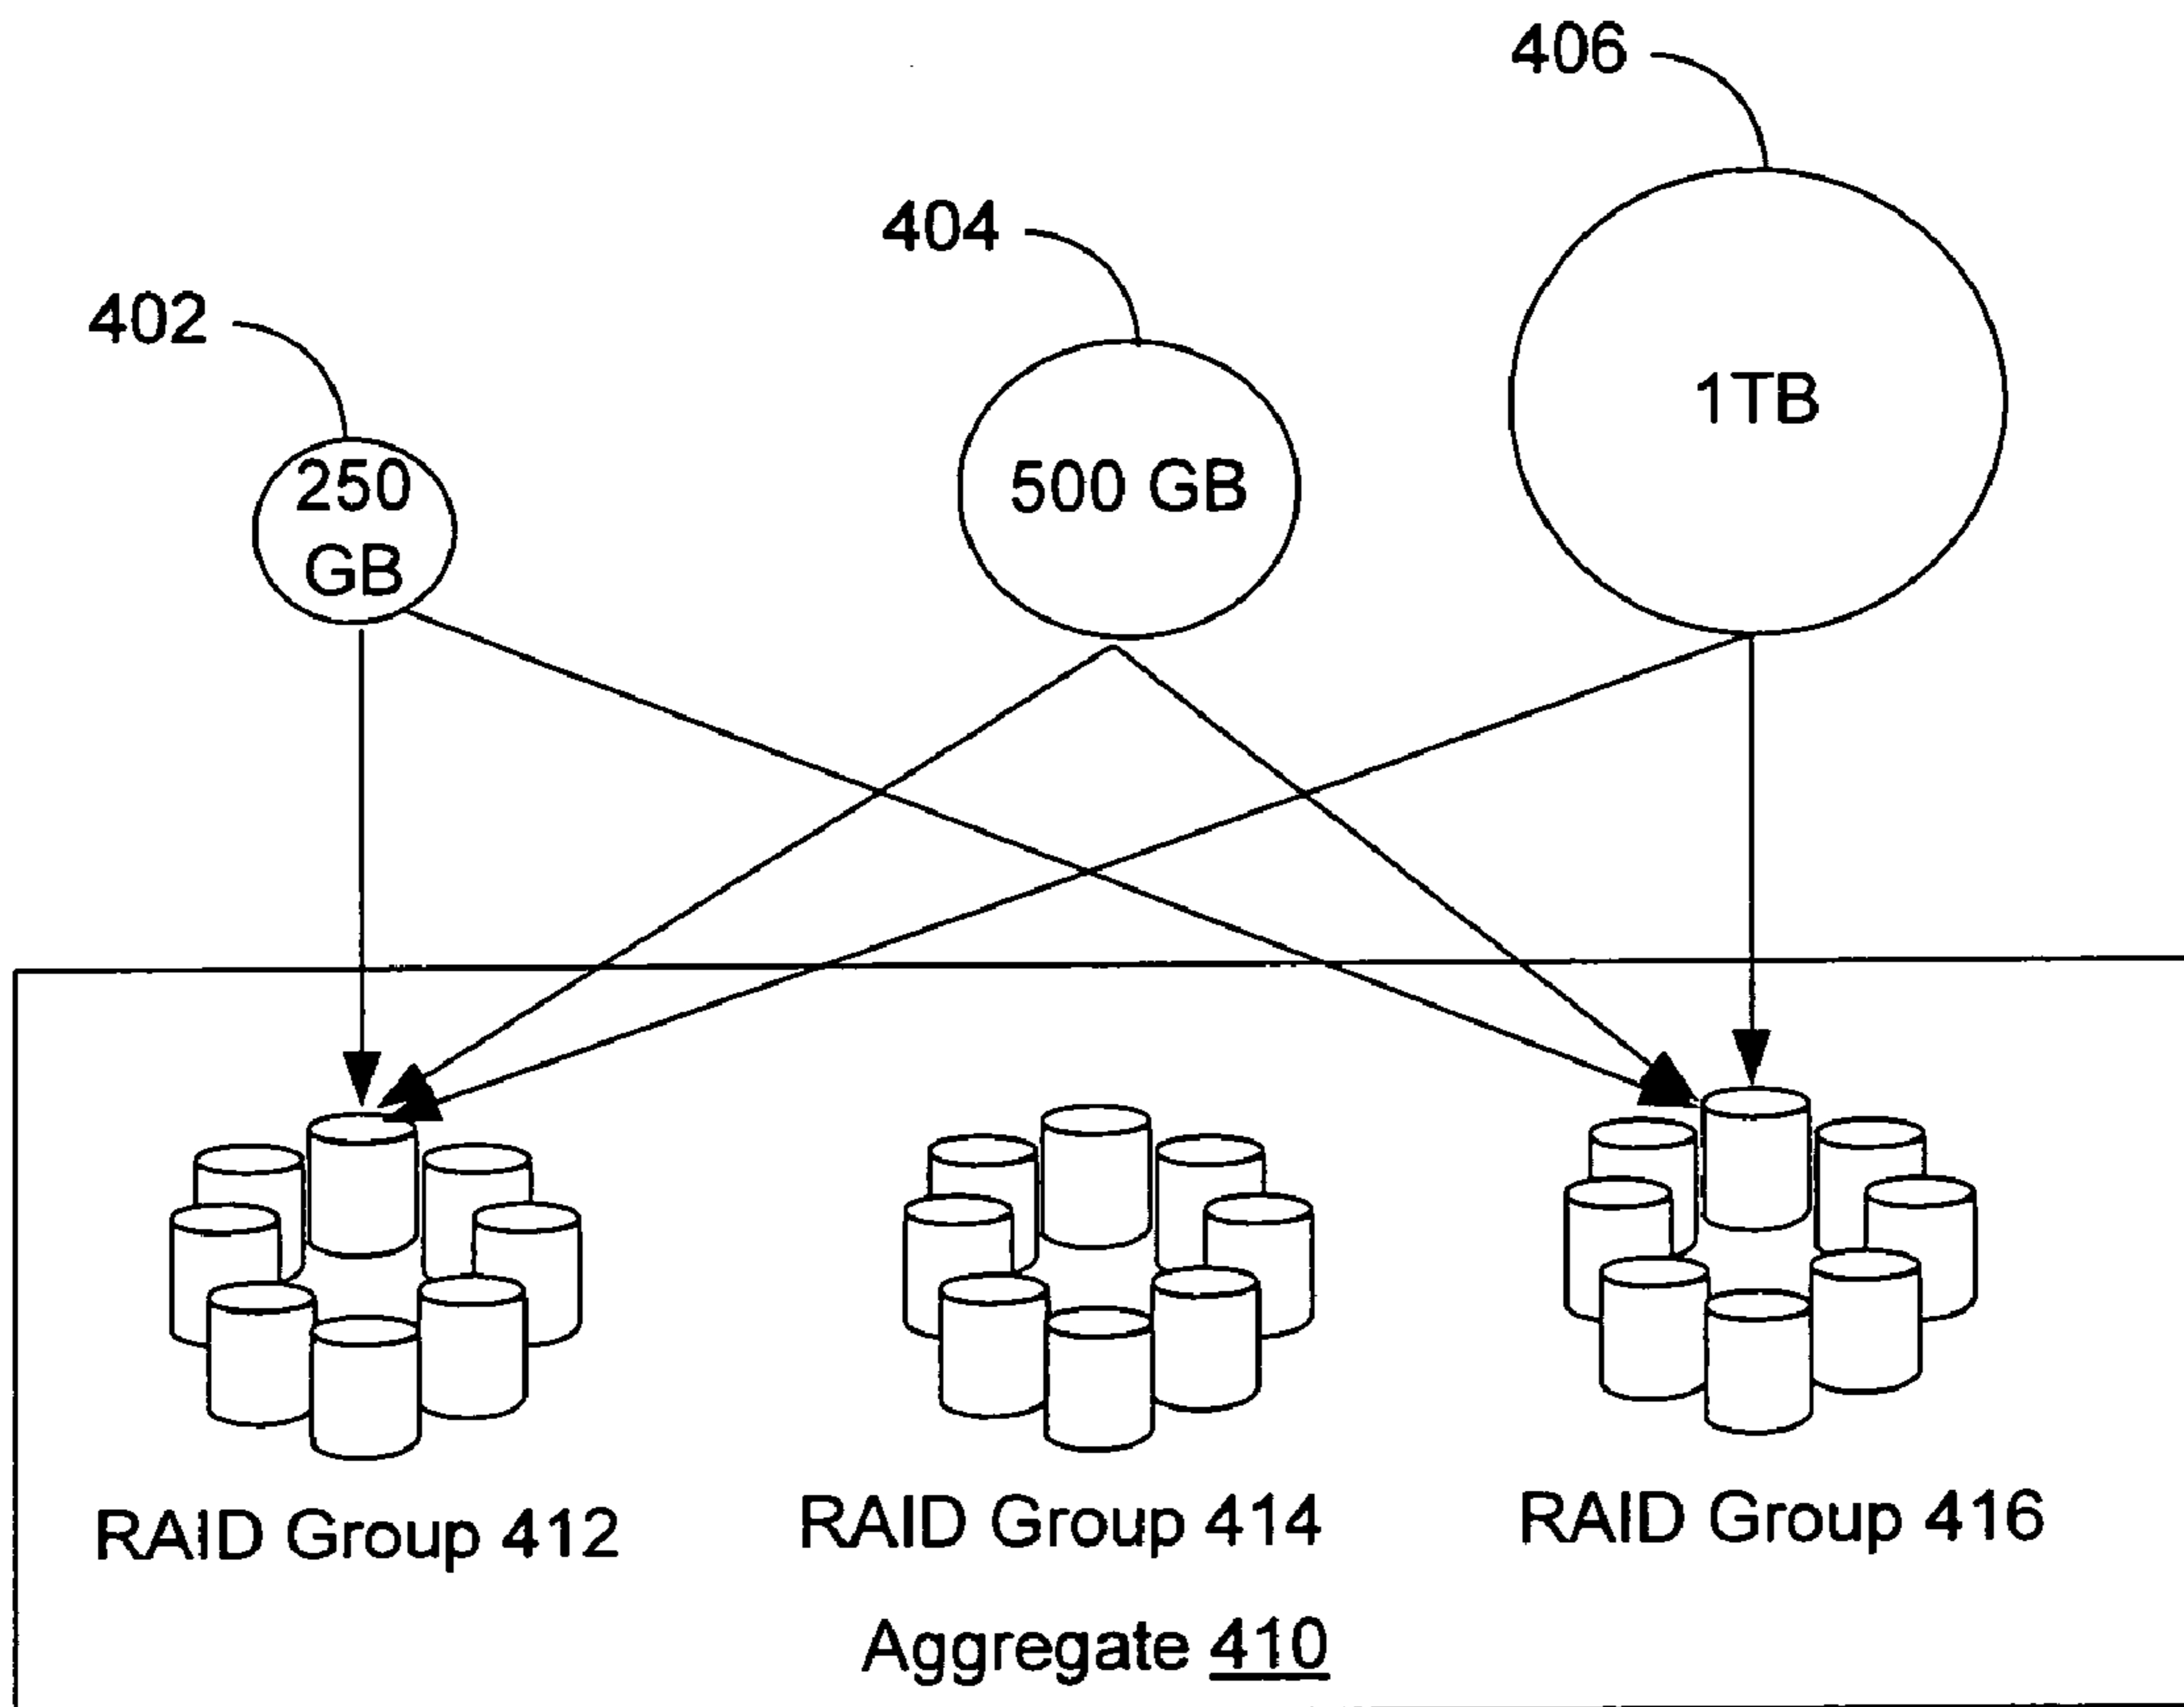 406
404
402
1TB
500 GB
250
GB
RAID Group 412
RAID Group 414
RAID Group 416
Aggregate 410